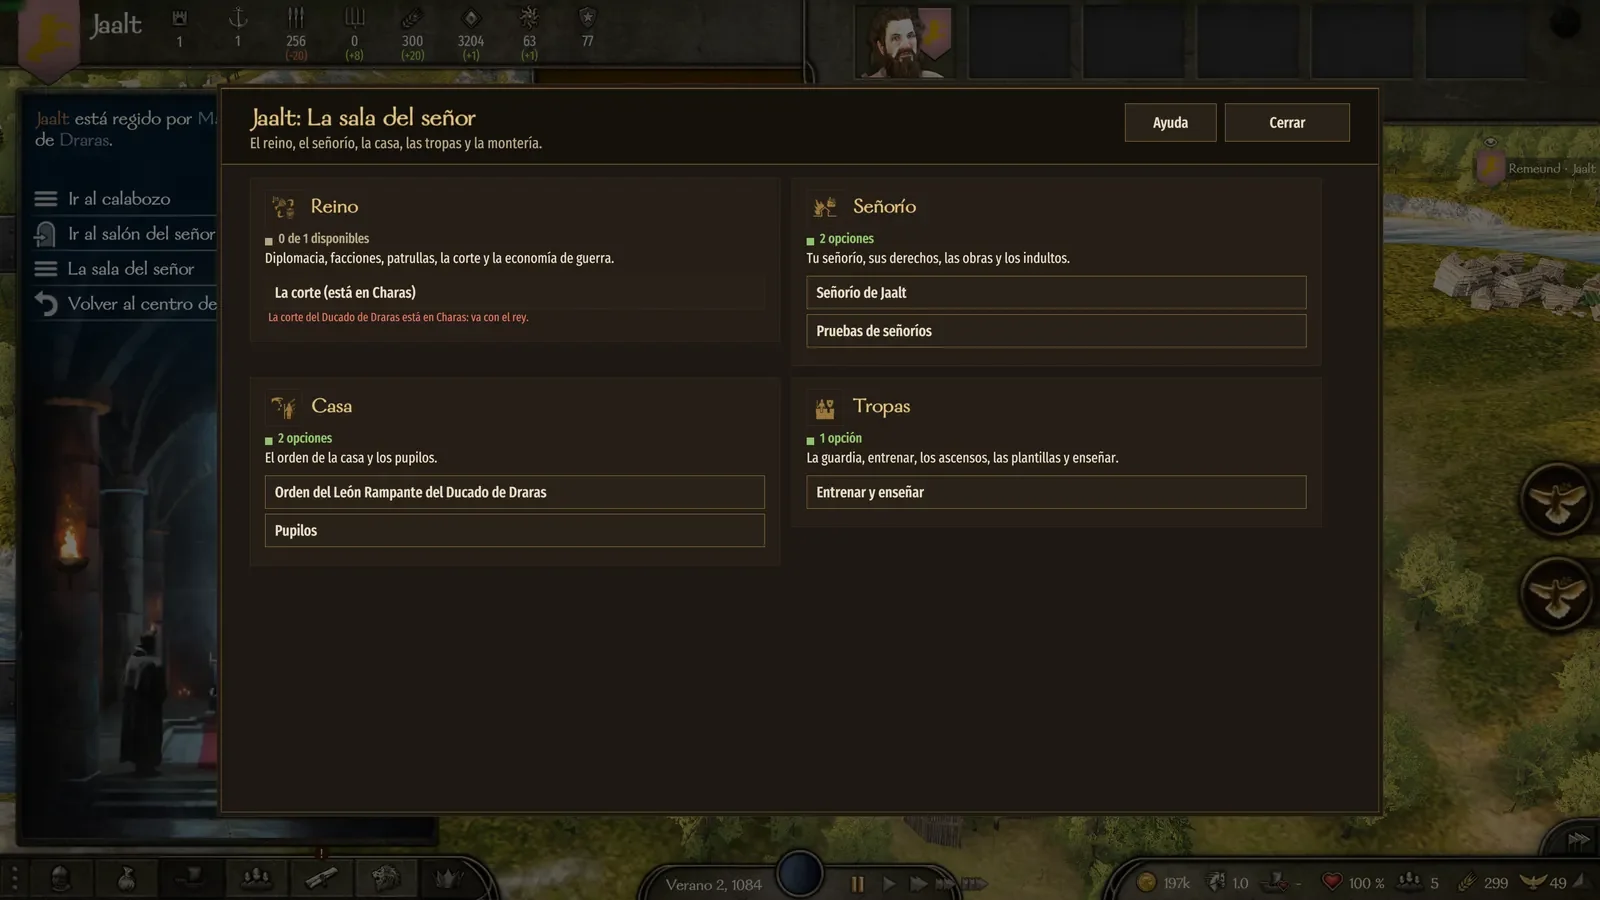 Jaalt
1
1
256
0
300
3204
63
77
(-20)
(+8)
(+20)
(+1)
(+1)
Jaalt está regido por
de Draras.
Ir al calabozo
Ir al salón del señor
La sala del señor
Volver al centro de
Jaalt: La sala del señor
El reino, el señorío, la casa, las tropas y la montería.
Ayuda
Cerrar
Reino
0 de 1 disponibles
Diplomacia, facciones, patrullas, la corte y la economía de guerra.
La corte (está en Charas)
La corte del Ducado de Draras está en Charas: va con el rey.
Señorío
2 opciones
Tu señorío, sus derechos, las obras y los indultos.
Señorío de Jaalt
Pruebas de señoríos
Casa
2 opciones
El orden de la casa y los pupilos.
Orden del León Rampante del Ducado de Draras
Pupilos
Tropas
1 opción
La guardia, entrenar, los ascensos, las plantillas y enseñar.
Entrenar y enseñar
Remeund · Jaalt
Verano 2, 1084
197k
1.0
-
100 %
5
299
49